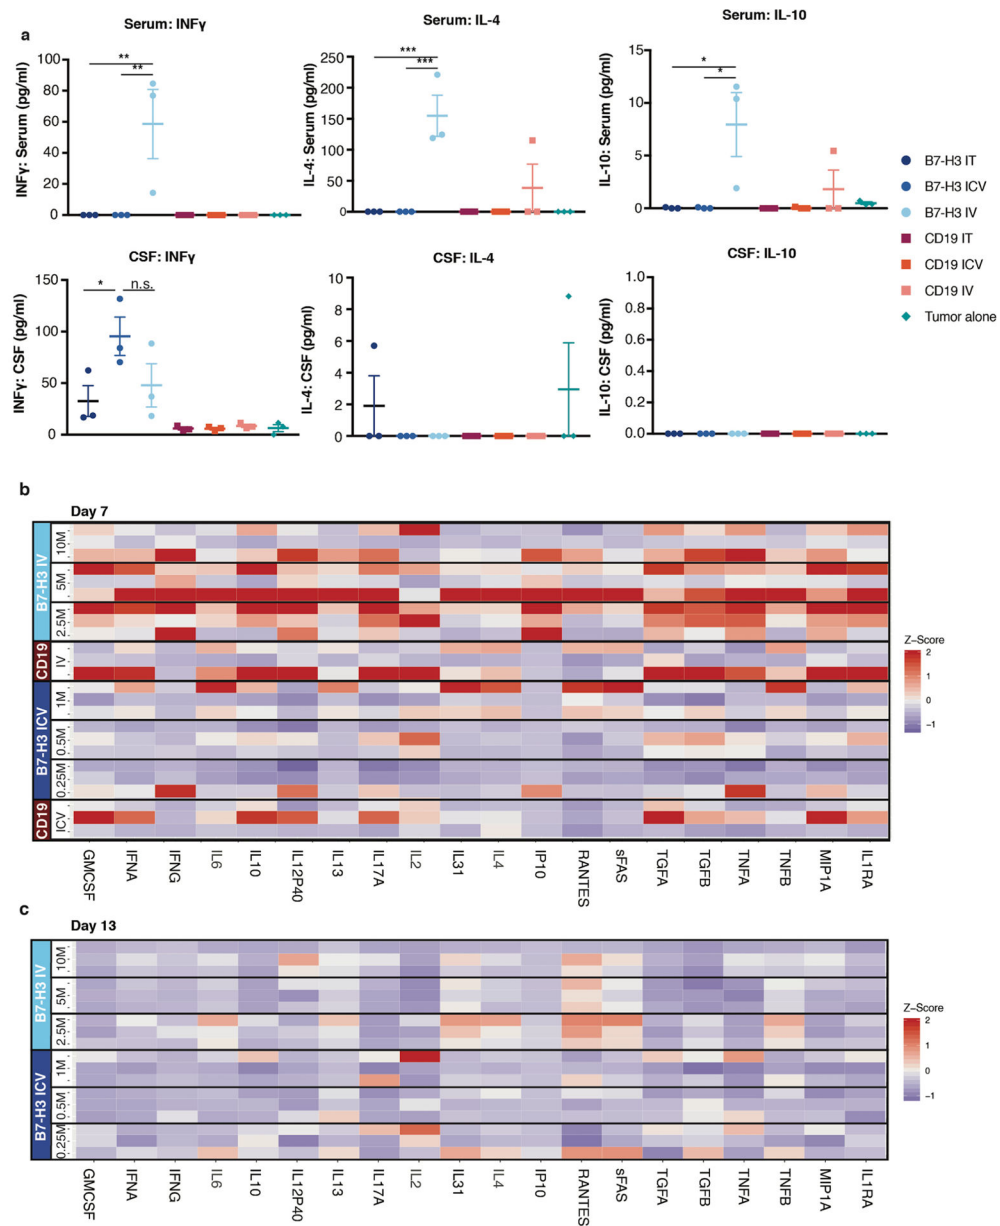 a
Serum: INFγ
Serum: IL-4
Serum: IL-10
INFγ: Serum (pg/ml)
100
80
60
40
20
0
**
**
IL-4: Serum (pg/ml)
250
200
150
100
50
0
***
***
IL-10: Serum (pg/ml)
15
10
5
0
*
*
B7-H3 IT
B7-H3 ICV
B7-H3 IV
CD19 IT
CD19 ICV
CD19 IV
Tumor alone
CSF: INFγ
CSF: IL-4
CSF: IL-10
INFγ: CSF (pg/ml)
150
100
50
0
*
n.s.
IL-4: CSF (pg/ml)
10
8
6
4
2
0
IL-10: CSF (pg/ml)
1.0
0.8
0.6
0.4
0.2
0.0
b
Day 7
B7-H3 IV
10M
5M
2.5M
CD19
IV
B7-H3 ICV
1M
0.5M
0.25M
CD19
ICV
Z-Score
2
1
0
-1
GMCSF
IFNA
IFNG
IL6
IL10
IL12P40
IL13
IL17A
IL2
IL31
IL4
IP10
RANTES
sFAS
TGFA
TGFB
TNFA
TNFB
MIP1A
IL1RA
c
Day 13
B7-H3 IV
10M
5M
2.5M
B7-H3 ICV
1M
0.5M
0.25M
Z-Score
2
1
0
-1
GMCSF
IFNA
IFNG
IL6
IL10
IL12P40
IL13
IL17A
IL2
IL31
IL4
IP10
RANTES
sFAS
TGFA
TGFB
TNFA
TNFB
MIP1A
IL1RA